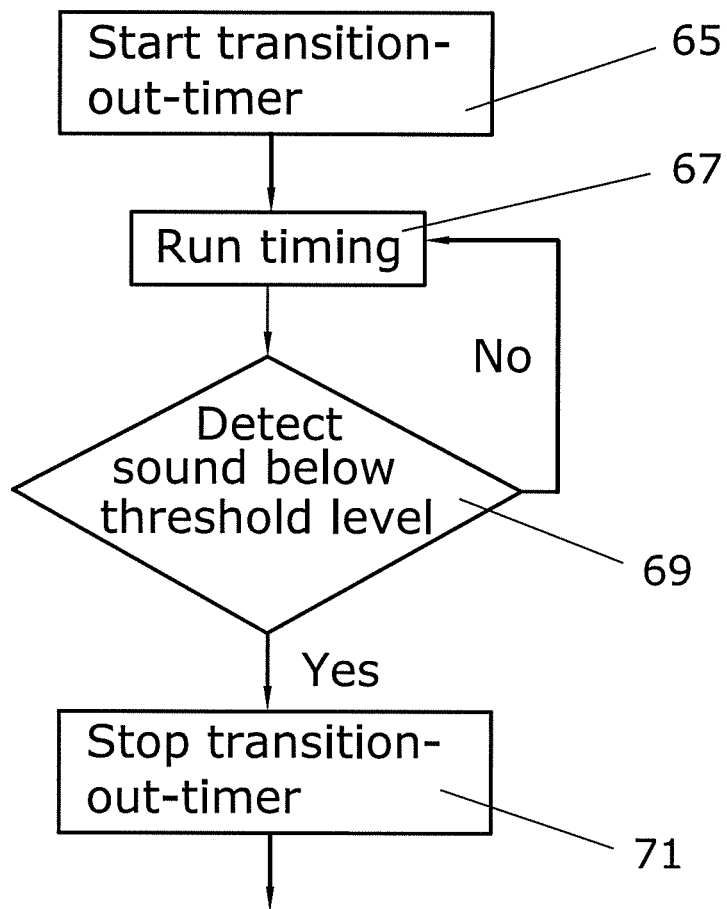 Start transition-
out-timer
65
67
Run timing
No
Detect
sound below
threshold level
69
Yes
Stop transition-
out-timer
71